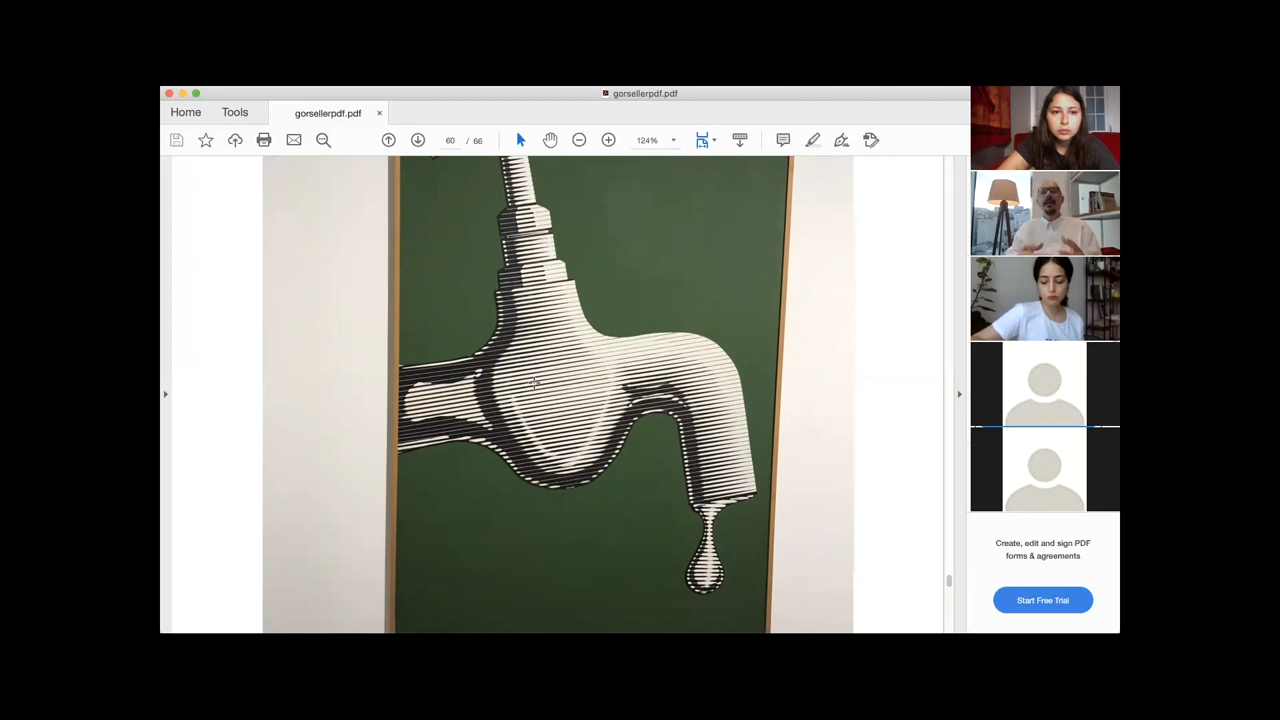 gorsellerpdf.pdf
Home Tools gorsellerpdf.pdf ×
60 / 66 124%
Create, edit and sign PDF
forms & agreements
Start Free Trial